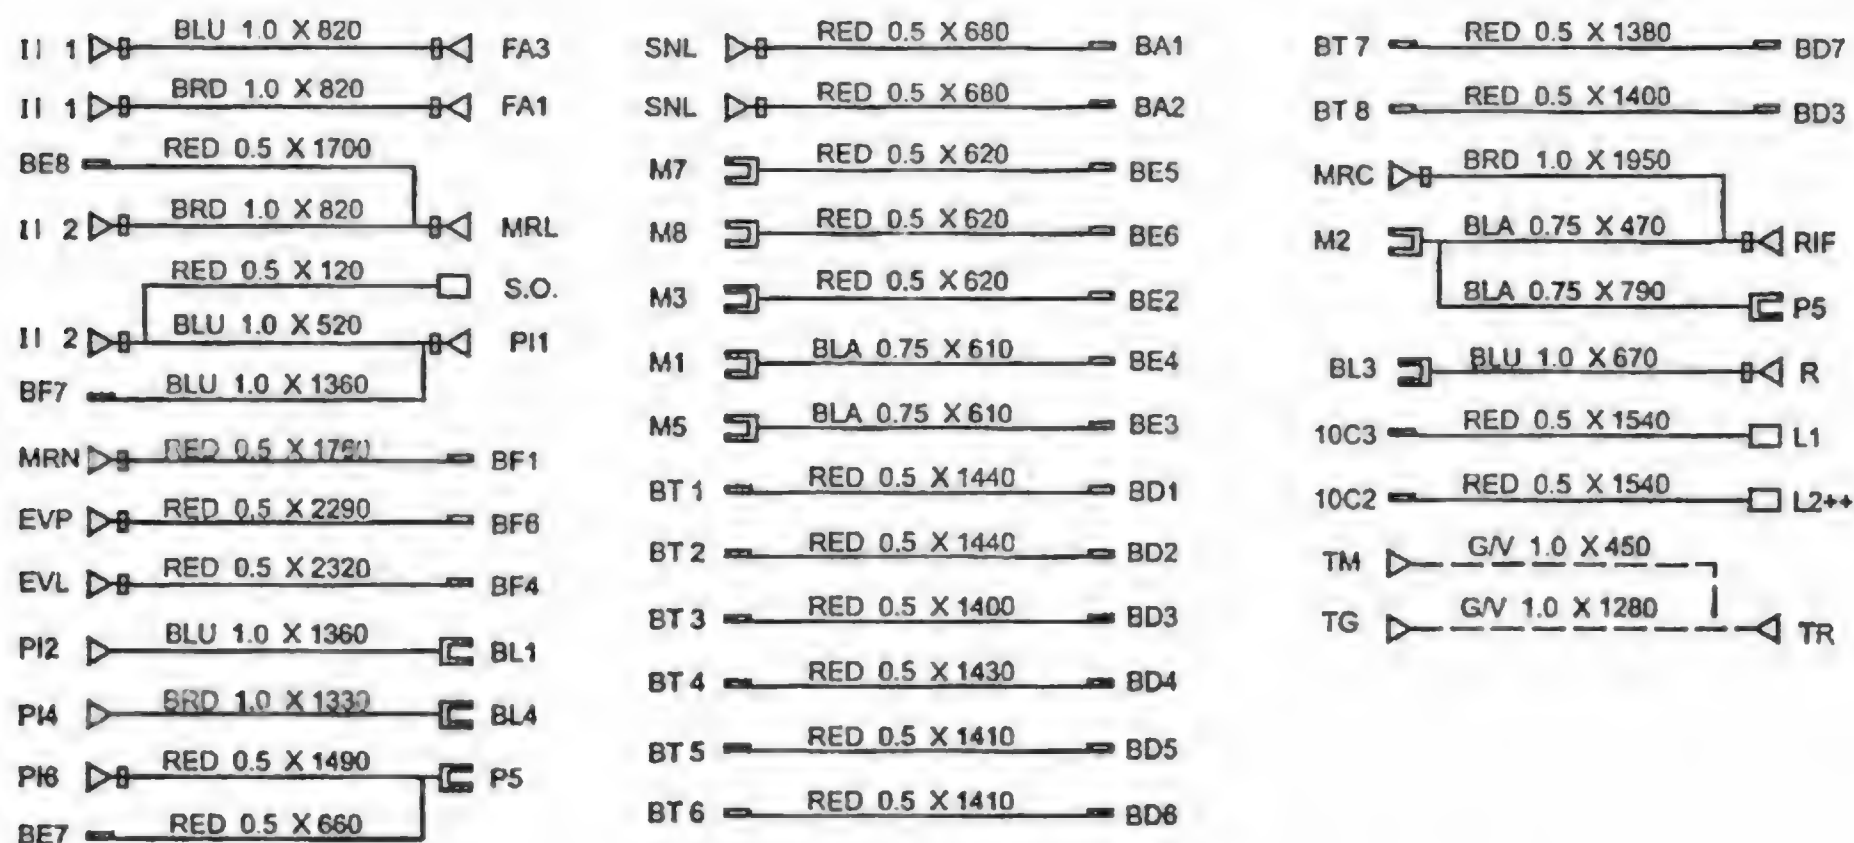 II 1 BLU 1.0 X 820 FA3
II 1 BRD 1.0 X 820 FA1
BE8 RED 0.5 X 1700
II 2 BRD 1.0 X 820 MRL
RED 0.5 X 120 S.O.
II 2 BLU 1.0 X 520 PI1
BF7 BLU 1.0 X 1360
MRN RED 0.5 X 1760 BF1
EVP RED 0.5 X 2290 BF6
EVL RED 0.5 X 2320 BF4
PI2 BLU 1.0 X 1360 BL1
PI4 BRD 1.0 X 1330 BL4
PI6 RED 0.5 X 1490 P5
BE7 RED 0.5 X 660
SNL RED 0.5 X 680 BA1
SNL RED 0.5 X 680 BA2
M7 RED 0.5 X 620 BE5
M8 RED 0.5 X 620 BE6
M3 RED 0.5 X 620 BE2
M1 BLA 0.75 X 610 BE4
M5 BLA 0.75 X 610 BE3
BT 1 RED 0.5 X 1440 BD1
BT 2 RED 0.5 X 1440 BD2
BT 3 RED 0.5 X 1400 BD3
BT 4 RED 0.5 X 1430 BD4
BT 5 RED 0.5 X 1410 BD5
BT 6 RED 0.5 X 1410 BD6
BT 7 RED 0.5 X 1380 BD7
BT 8 RED 0.5 X 1400 BD3
MRC BRD 1.0 X 1950
M2 BLA 0.75 X 470 RIF
BLA 0.75 X 790 P5
BL3 BLU 1.0 X 670 R
10C3 RED 0.5 X 1540 L1
10C2 RED 0.5 X 1540 L2++
TM G/V 1.0 X 450
TG G/V 1.0 X 1280 TR